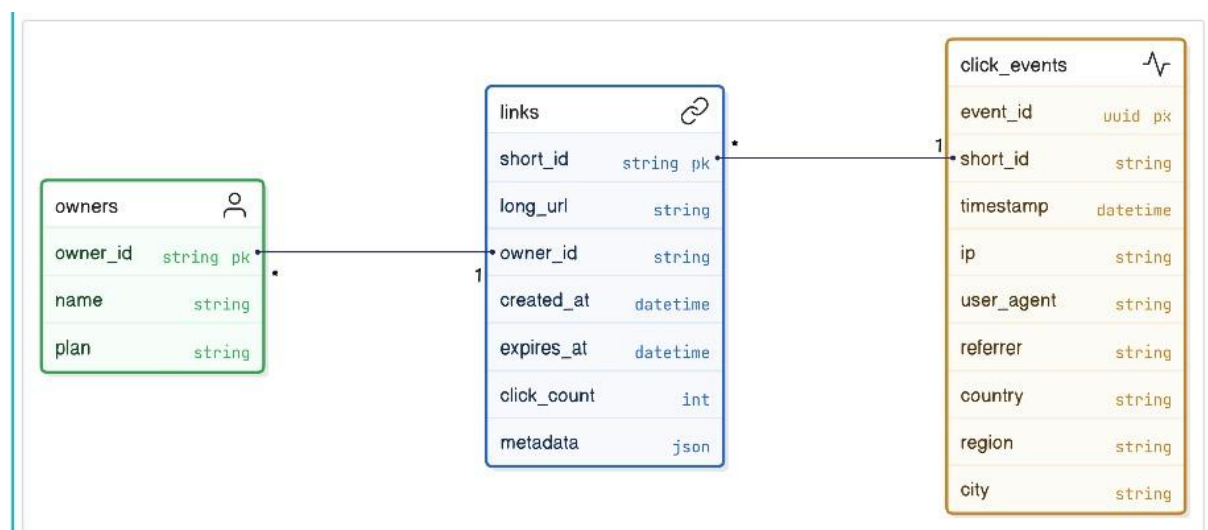 owners
owner_id string pk
name string
plan string
*
1
links
short_id string pk
long_url string
owner_id string
created_at datetime
expires_at datetime
click_count int
metadata json
*
1
click_events
event_id uuid pk
short_id string
timestamp datetime
ip string
user_agent string
referrer string
country string
region string
city string